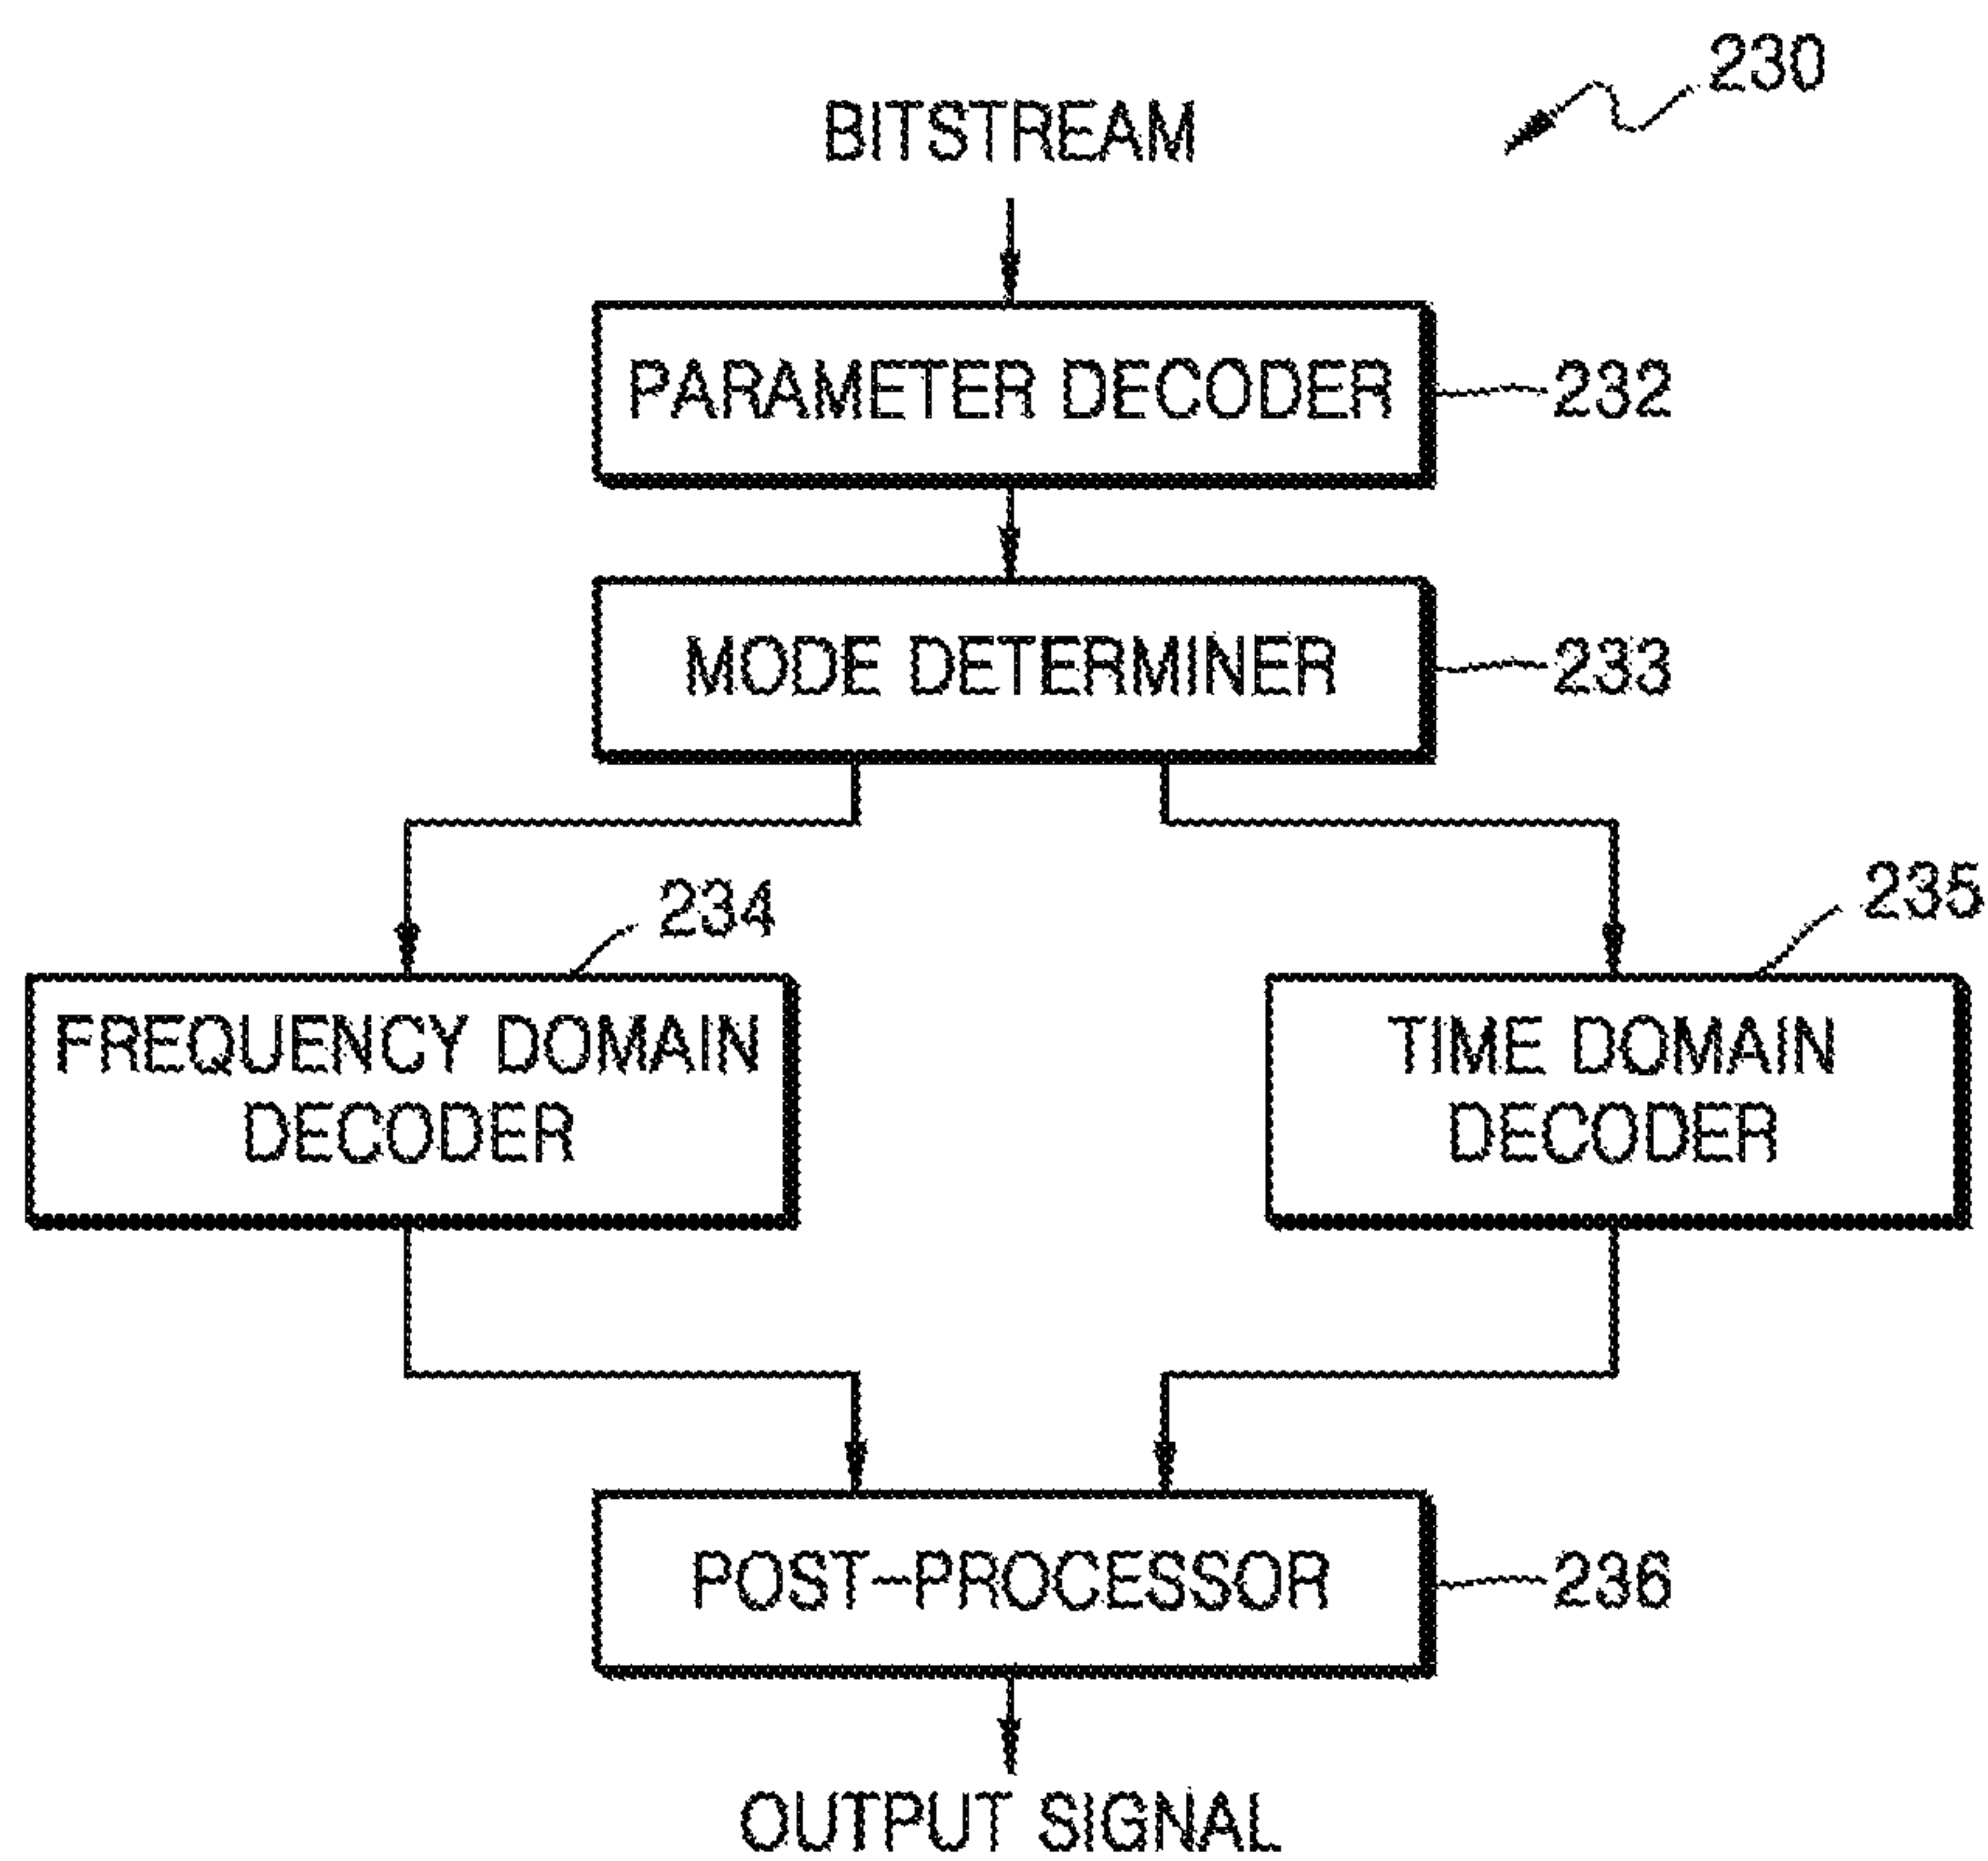 230
BITSTREAM
PARAMETER DECODER
232
MODE DETERMINER
233
234
235
FREQUENCY DOMAIN
DECODER
TIME DOMAIN
DECODER
POST-PROCESSOR
236
OUTPUT SIGNAL